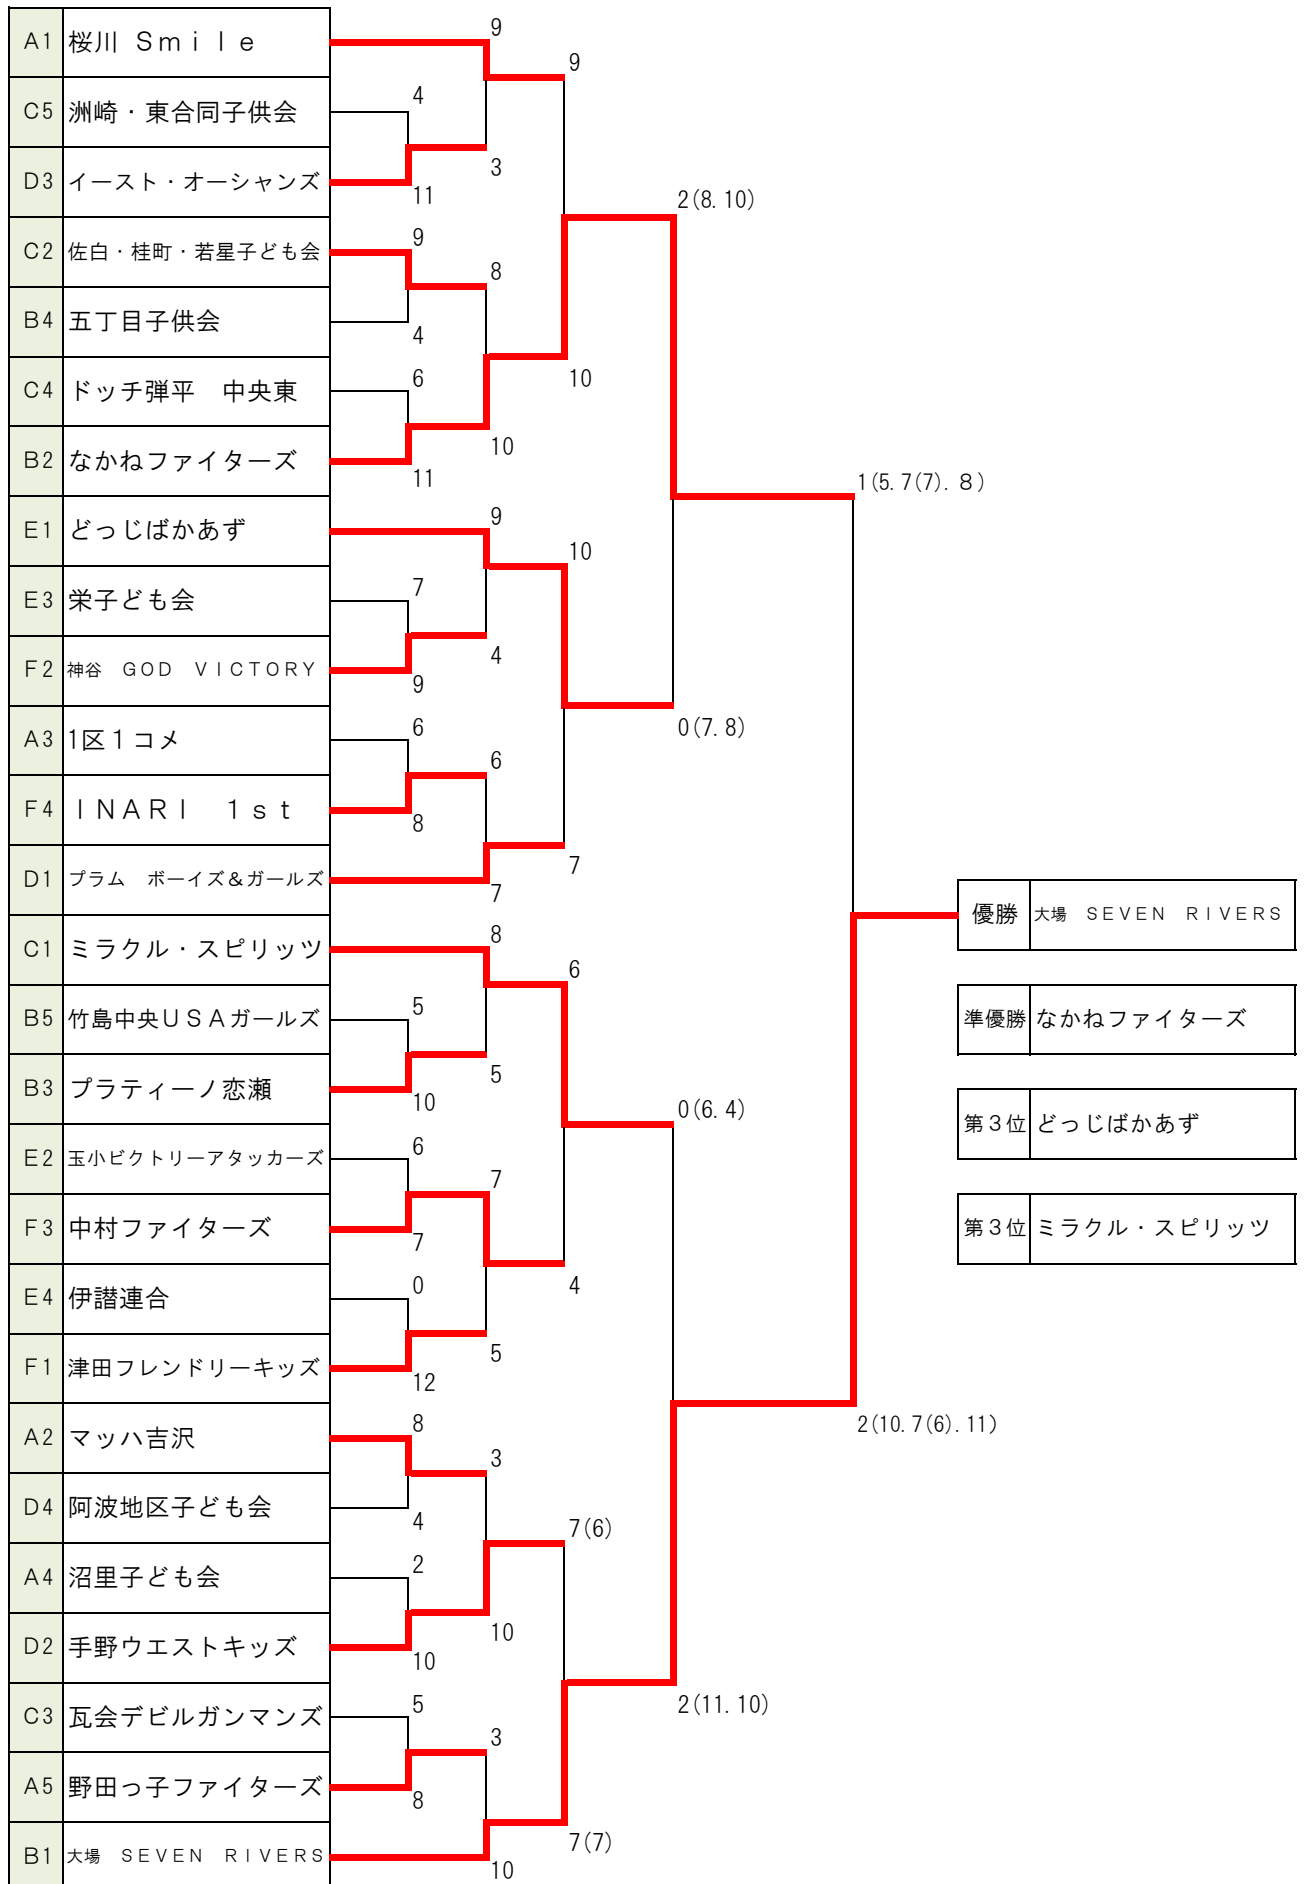 A1 桜川 Ｓｍｉｌｅ
9
9
C5 洲崎・東合同子供会
4
D3 イースト・オーシャンズ
11
3
2(8.10)
C2 佐白・桂町・若星子ども会
9
8
B4 五丁目子供会
4
C4 ドッチ弾平　中央東
6
10
B2 なかねファイターズ
11
10
1(5.7(7).８)
E1 どっじばかあず
9
10
E3 栄子ども会
7
F2 神谷　ＧＯＤ　ＶＩＣＴＯＲＹ
9
4
A3 1区１コメ
6
0(7.8)
6
F4 ＩＮＡＲＩ　１ｓｔ
8
D1 プラム　ボーイズ＆ガールズ
7
7
優勝 大場　ＳＥＶＥＮ　ＲＩＶＥＲＳ
C1 ミラクル・スピリッツ
8
6
B5 竹島中央ＵＳＡガールズ
5
準優勝 なかねファイターズ
B3 プラティーノ恋瀬
10
5
0(6.4)
第３位 どっじばかあず
E2 玉小ビクトリーアタッカーズ
6
7
F3 中村ファイターズ
7
第３位 ミラクル・スピリッツ
E4 伊讃連合
0
4
F1 津田フレンドリーキッズ
12
5
A2 マッハ吉沢
8
3
2(10.7(6).11)
D4 阿波地区子ども会
4
7(6)
A4 沼里子ども会
2
D2 手野ウエストキッズ
10
10
C3 瓦会デビルガンマンズ
5
3
2(11.10)
A5 野田っ子ファイターズ
8
B1 大場　ＳＥＶＥＮ　ＲＩＶＥＲＳ
10
7(7)